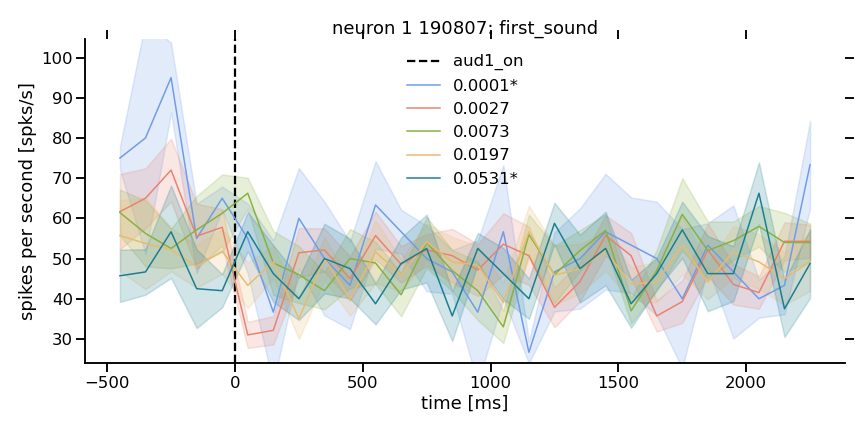 neuron 1 190807; first_sound
aud1_on
0.0001*
0.0027
0.0073
0.0197
0.0531*
spikes per second [spks/s]
100
90
80
70
60
50
40
30
−500 0 500 1000 1500 2000
time [ms]